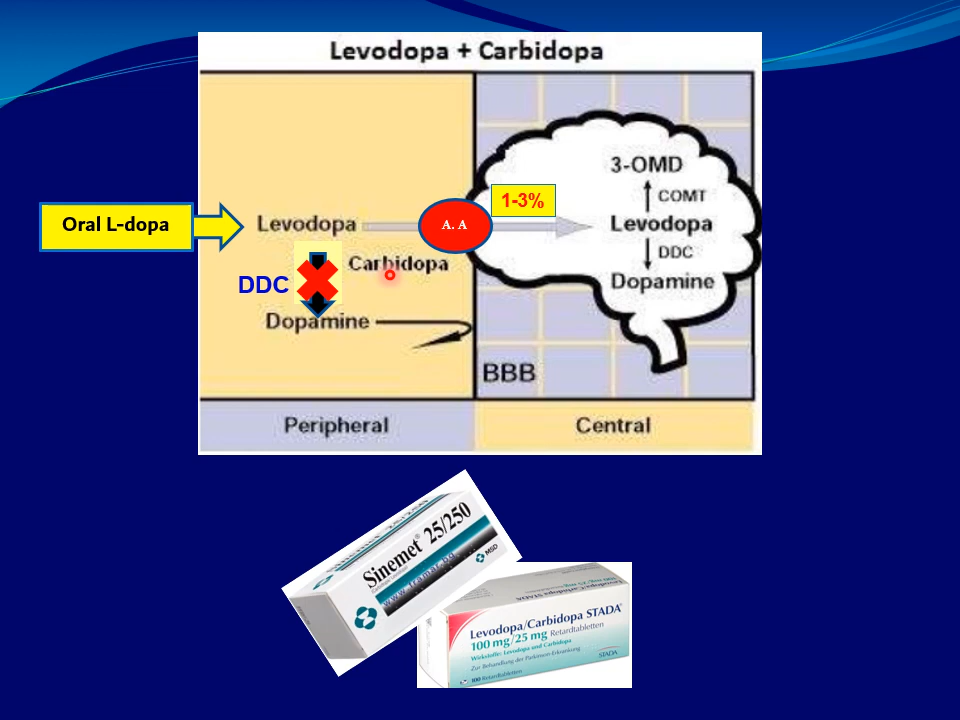 Levodopa + Carbidopa
Oral L-dopa
Levodopa
A. A
1-3%
3-OMD
COMT
Levodopa
DDC
Dopamine
Carbidopa
DDC
Dopamine
BBB
Peripheral
Central
Sinemet® 25/250
MSD
Levodopa/Carbidopa STADA®
100 mg/25 mg Retardtabletten
Wirkstoffe: Levodopa und Carbidopa
Zur Behandlung der Parkinson-Erkrankung
STADA
100 Retardtabletten